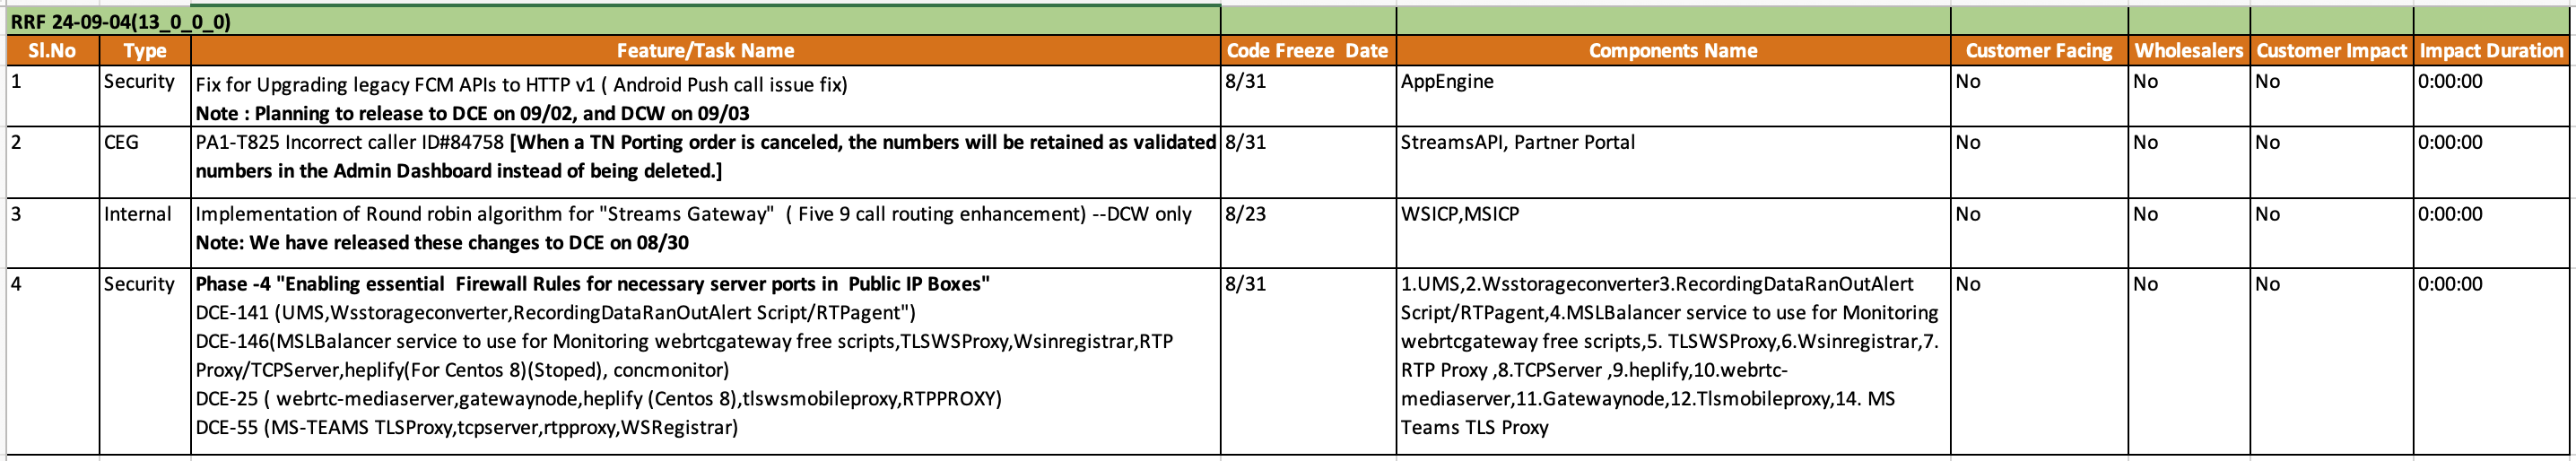 RRF 24-09-04(13_0_0_0)
Sl.No Type Feature/Task Name Code Freeze  Date Components Name Customer Facing Wholesalers Customer Impact Impact Duration
1 Security Fix for Upgrading legacy FCM APIs to HTTP v1 ( Android Push call issue fix) 8/31 AppEngine No No No 0:00:00
Note : Planning to release to DCE on 09/02, and DCW on 09/03
2 CEG PA1-T825 Incorrect caller ID#84758 [When a TN Porting order is canceled, the numbers will be retained as validated 8/31 StreamsAPI, Partner Portal No No No 0:00:00
numbers in the Admin Dashboard instead of being deleted.]
3 Internal Implementation of Round robin algorithm for "Streams Gateway"  ( Five 9 call routing enhancement) --DCW only 8/23 WSICP,MSICP No No No 0:00:00
Note: We have released these changes to DCE on 08/30
4 Security Phase -4 "Enabling essential  Firewall Rules for necessary server ports in  Public IP Boxes" 8/31 1.UMS,2.Wsstorageconverter3.RecordingDataRanOutAlert No No No 0:00:00
DCE-141 (UMS,Wsstorageconverter,RecordingDataRanOutAlert Script/RTPagent") Script/RTPagent,4.MSLBalancer service to use for Monitoring
DCE-146(MSLBalancer service to use for Monitoring webrtcgateway free scripts,TLSWSProxy,Wsinregistrar,RTP webrtcgateway free scripts,5. TLSWSProxy,6.Wsinregistrar,7.
Proxy/TCPServer,heplify(For Centos 8)(Stoped), concmonitor) RTP Proxy ,8.TCPServer ,9.heplify,10.webrtc-
DCE-25 ( webrtc-mediaserver,gatewaynode,heplify (Centos 8),tlswsmobileproxy,RTPPROXY) mediaserver,11.Gatewaynode,12.Tlsmobileproxy,14. MS
DCE-55 (MS-TEAMS TLSProxy,tcpserver,rtpproxy,WSRegistrar) Teams TLS Proxy